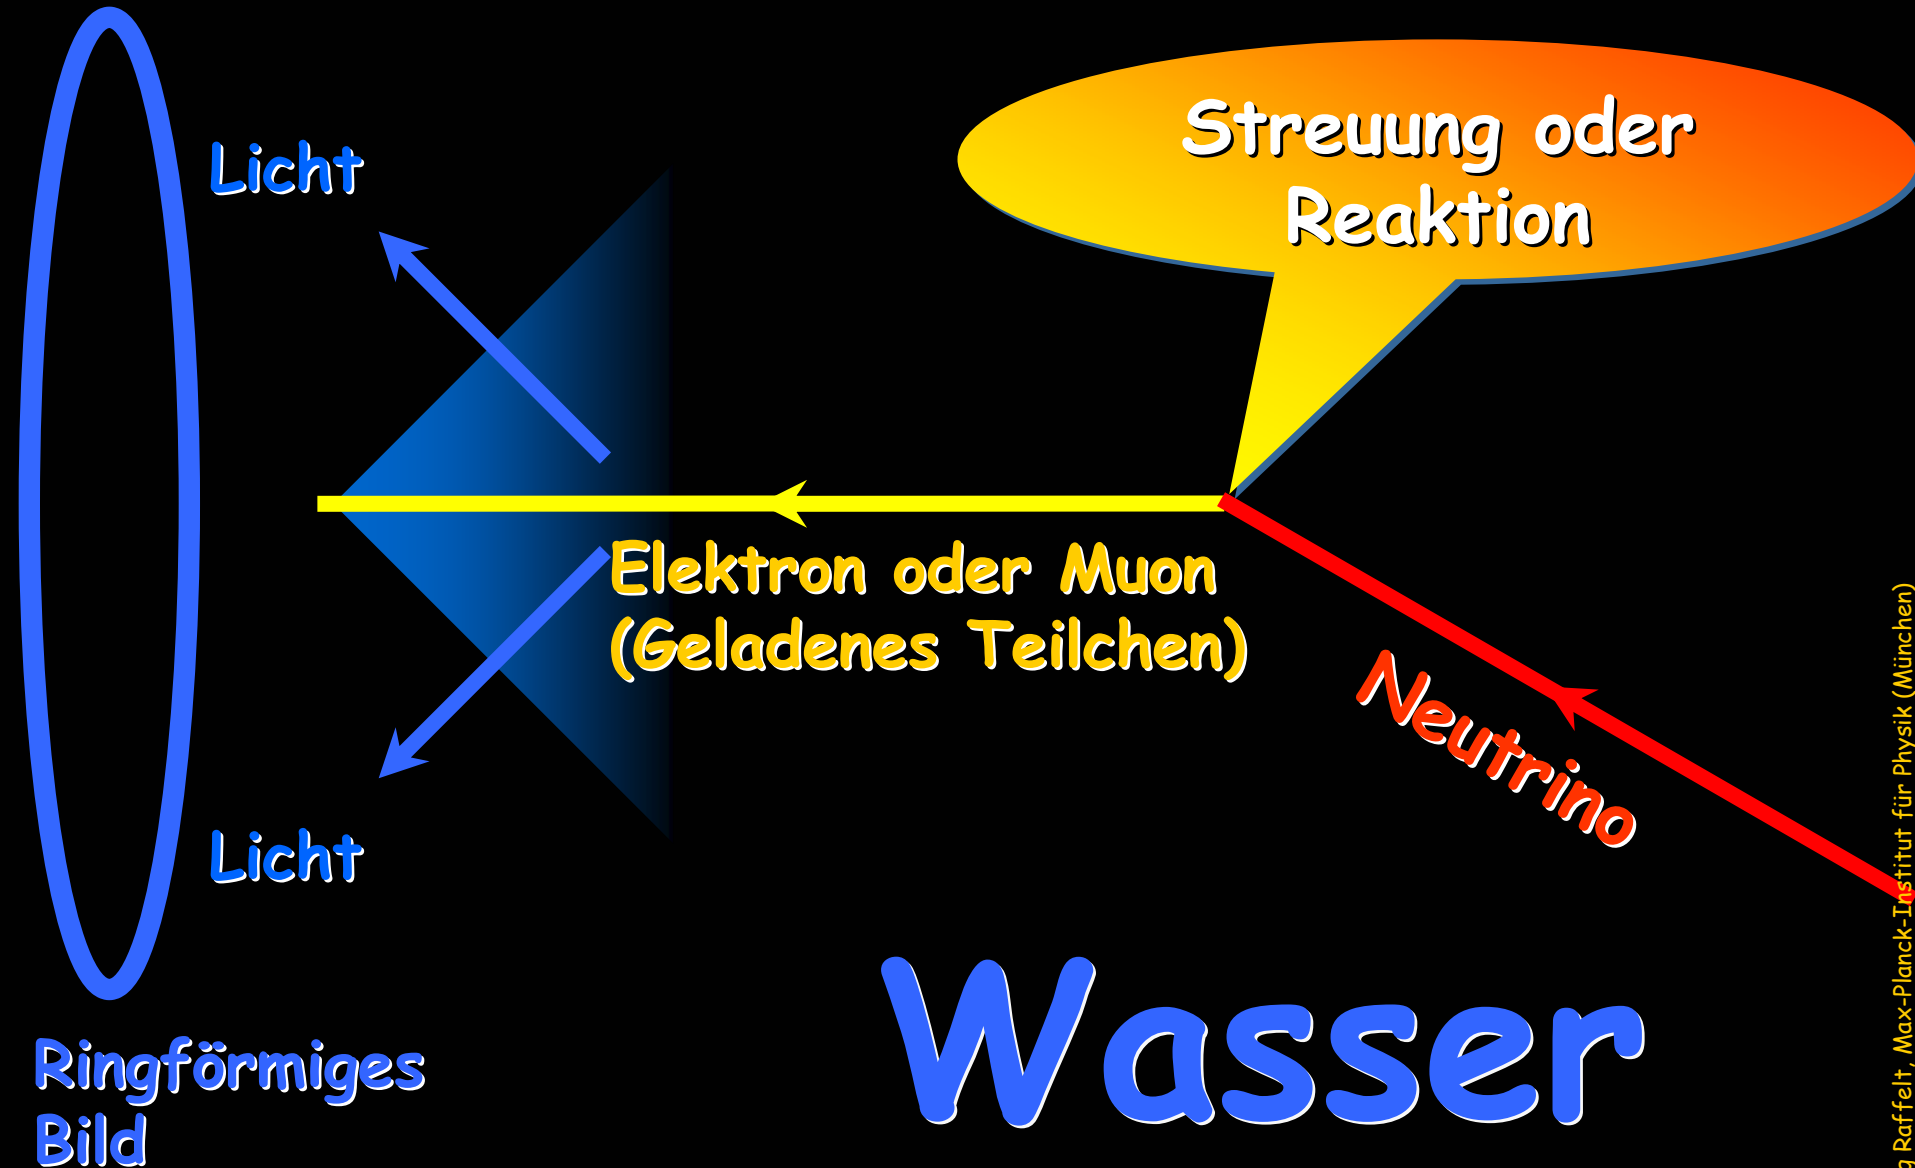 Streuung oder
Reaktion
Licht
Elektron oder Muon
(Geladenes Teilchen)
Neutrino
Licht
Wasser
Ringförmiges
Bild
Raffelt, Max-Planck-Institut für Physik (München)